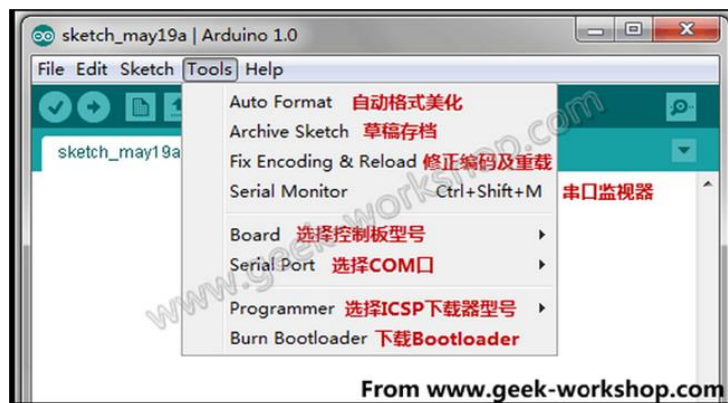 sketch_may19a | Arduino 1.0
File Edit Sketch Tools Help
sketch_may19a
Auto Format 自动格式美化
Archive Sketch 草稿存档
Fix Encoding & Reload 修正编码及重载
Serial Monitor Ctrl+Shift+M 串口监视器
Board 选择控制板型号
Serial Port 选择COM口
Programmer 选择ICSP下载器型号
Burn Bootloader 下载Bootloader
www.geek-workshop.com
From www.geek-workshop.com